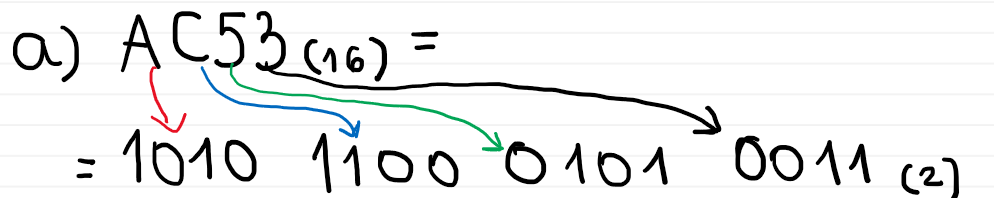 a) AC53 (16) =
= 1010 1100 0101 0011 (2)